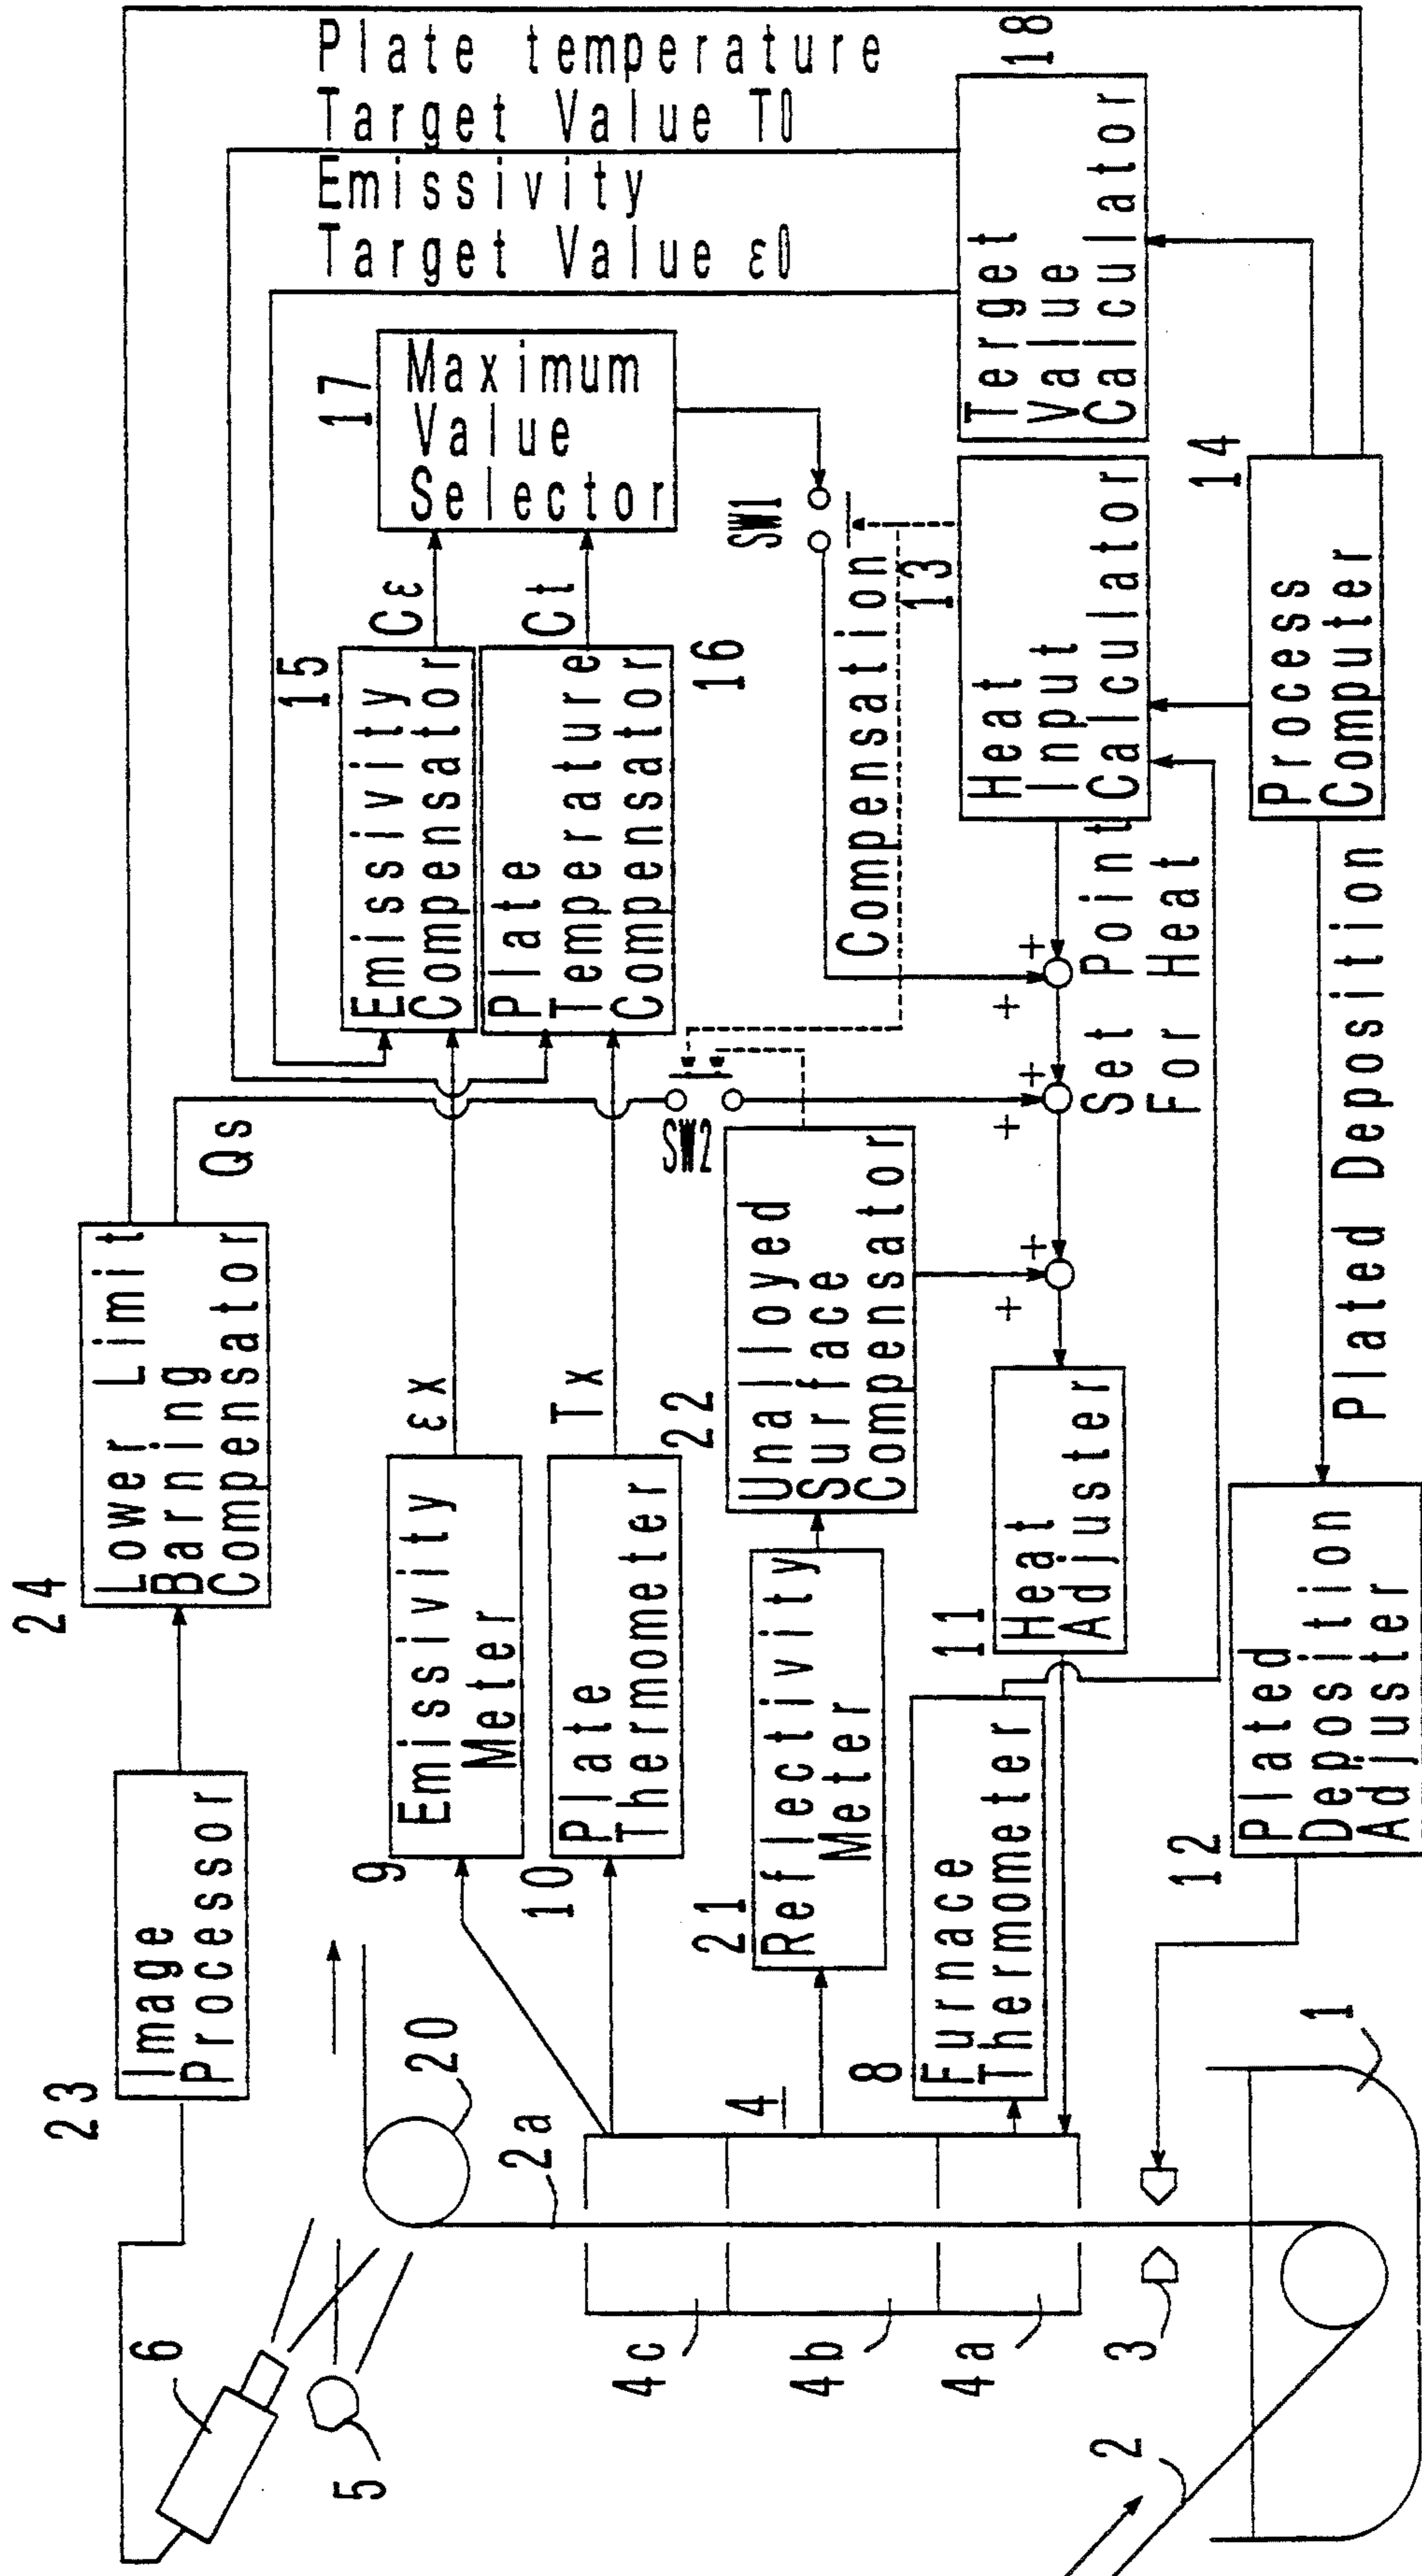 24
Lower Limit
Barning
Compensator
Qs
23
Image
Processor
Plate temperature
Target Value T0
Emissivity
Target Value ε0
17
Maximum
Value
Selector
15
Emissivity
Compensator
Cε
Plate
Temperature
Compensator
Ct
16
9
Emissivity
Meter
εx
10
Plate
Thermometer
Tx
SW1
SW2
Compensation
22
Unalloyed
Surface
Compensator
21
Reflectivity
Meter
18
Terget
Value
Calculator
13
Heat
Input
Calculator
+
+
+
+
+
+
Set Point
For Heat
11
Heat
Adjuster
8
Furnace
Thermometer
14
Process
Computer
Plated Deposition
12
Plated
Deposition
Adjuster
6
5
20
2a
4
4c
4b
4a
3
2
1